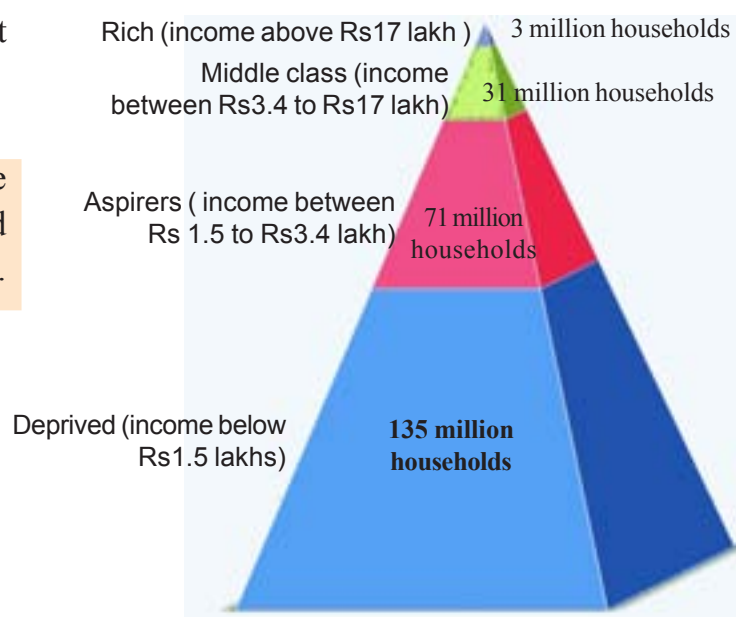 t
Rich (income above Rs17 lakh )
3 million households
Middle class (income
between Rs3.4 to Rs17 lakh)
31 million households
e
d
.
Aspirers ( income between
Rs 1.5 to Rs3.4 lakh)
71 million
households
Deprived (income below
Rs1.5 lakhs)
135 million
households